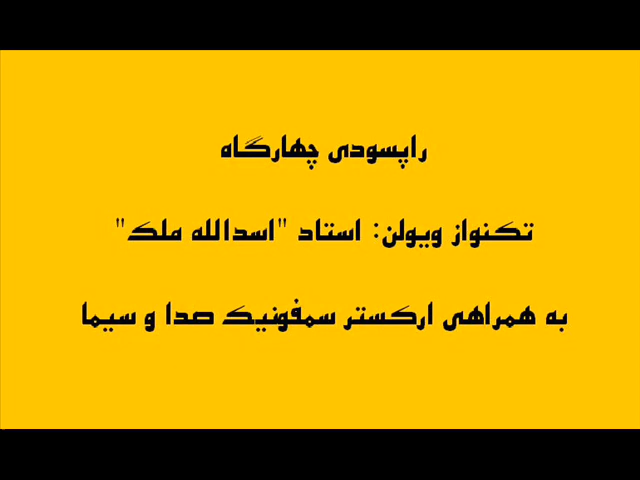 راپسودی چهارگاه
تکنواز ویولن: استاد "اسدالله ملک"
به همراهی ارکستر سمفونیک صدا و سیما